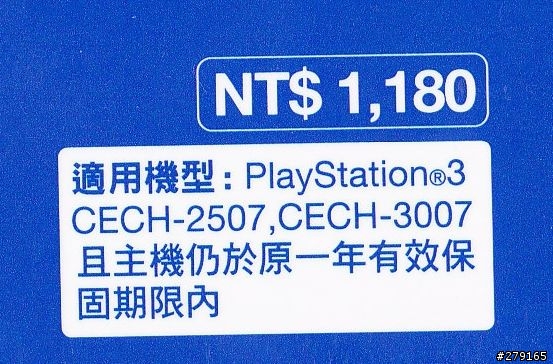 NT$ 1,180
適用機型：PlayStation®3
CECH-2507,CECH-3007
且主機仍於原一年有效保
固期限內
#279165